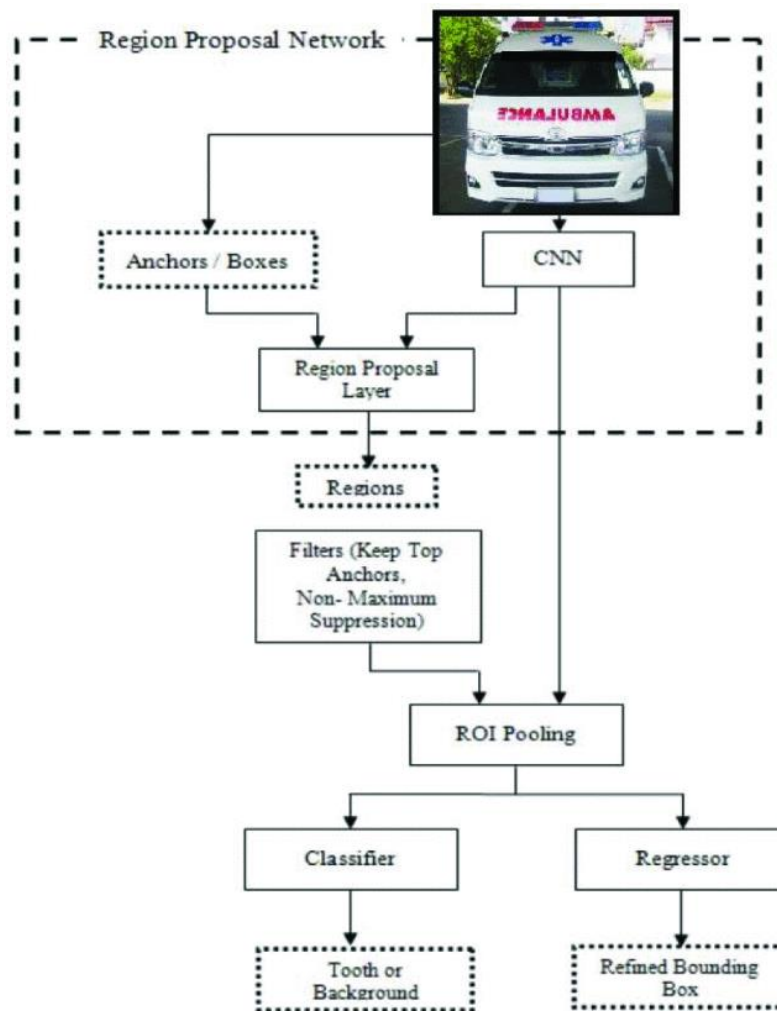 Region Proposal Network
AMBULANCE
Anchors / Boxes
CNN
Region Proposal
Layer
Regions
Filters (Keep Top
Anchors,
Non- Maximum
Suppression)
ROI Pooling
Classifier
Regressor
Tooth or
Background
Refined Bounding
Box